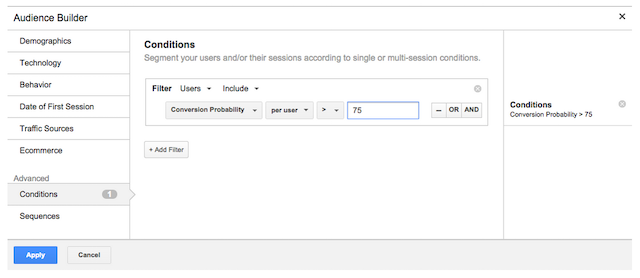 Audience Builder
Demographics
Technology
Behavior
Date of First Session
Traffic Sources
Ecommerce
Advanced
Conditions 1
Sequences
Conditions
Segment your users and/or their sessions according to single or multi-session conditions.
Filter Users Include
Conversion Probability per user > 75 – OR AND
+ Add Filter
Conditions
Conversion Probability > 75
Apply Cancel